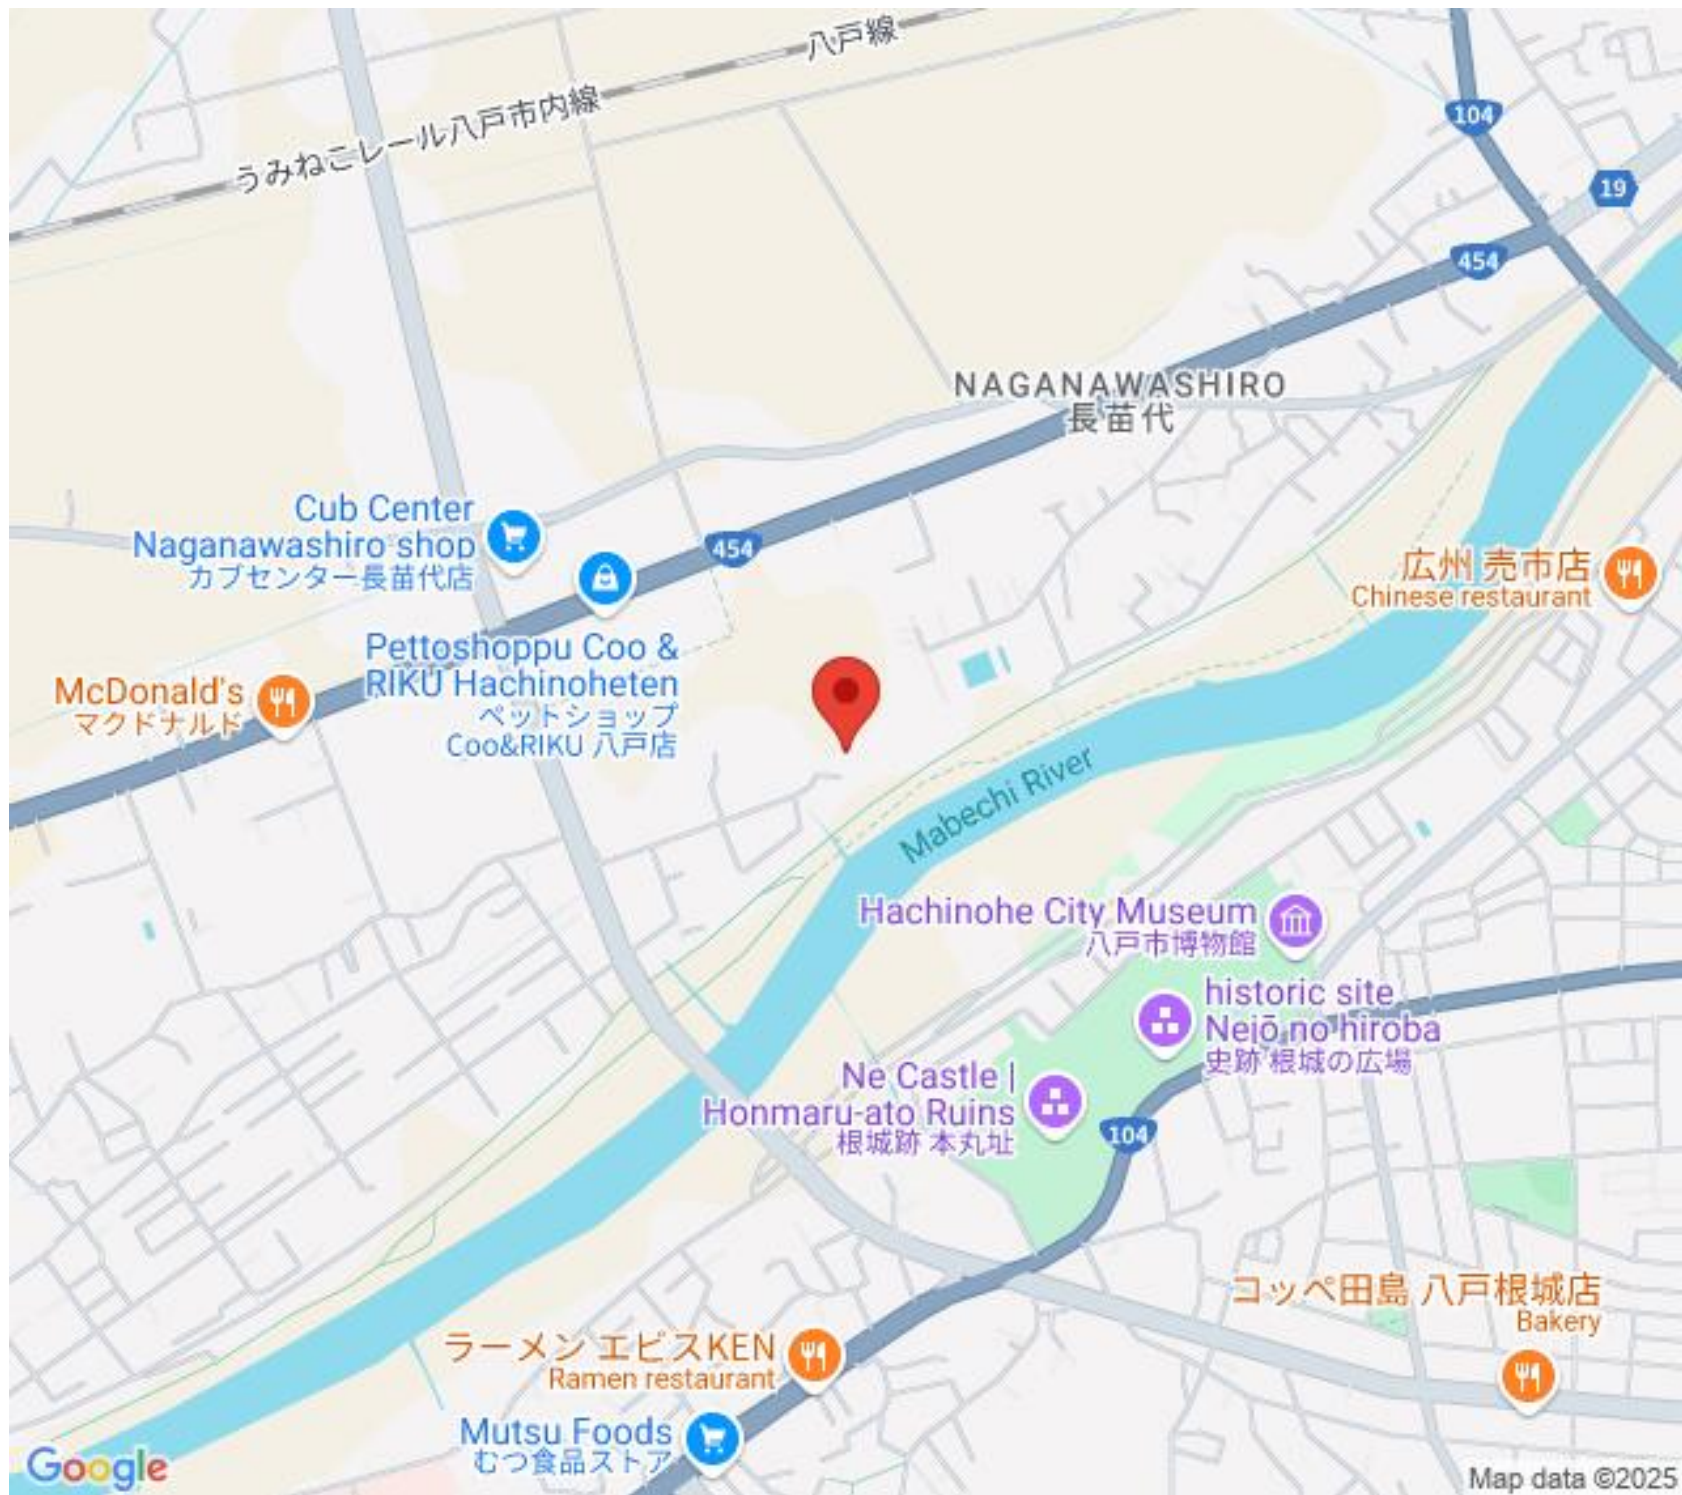 八戸線
うみねこレール八戸市内線
104
19
454
NAGANAWASHIRO
長苗代
Cub Center
Naganawashiro shop
カブセンター長苗代店
454
広州 売市店
Chinese restaurant
Pettoshoppu Coo &
RIKU Hachinoheten
ペットショップ
Coo&RIKU 八戸店
McDonald's
マクドナルド
Mabechi River
Hachinohe City Museum
八戸市博物館
historic site
Nejō no hiroba
史跡 根城の広場
Ne Castle |
Honmaru-ato Ruins
根城跡 本丸址
104
コッペ田島 八戸根城店
Bakery
ラーメン エビスKEN
Ramen restaurant
Mutsu Foods
むつ食品ストア
Google
Map data ©2025